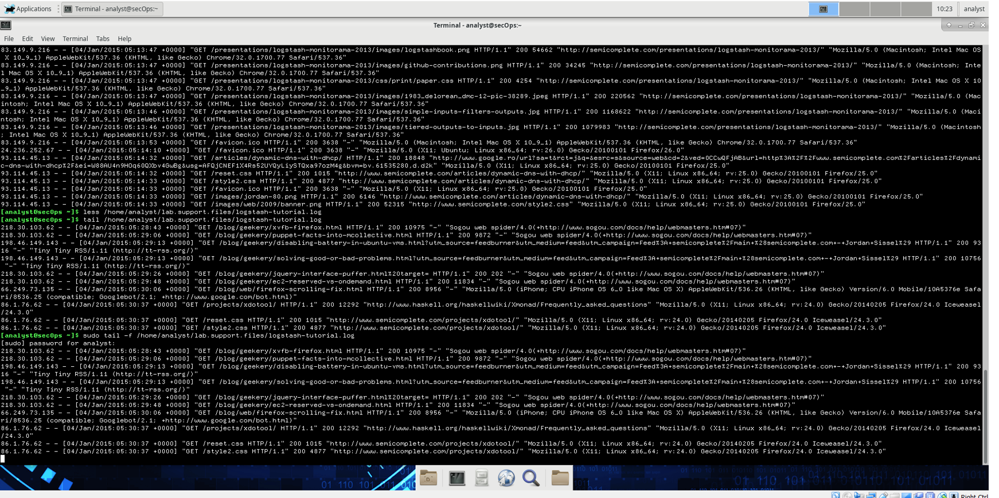 Applications
Terminal - analyst@secOps:~
10:23
analyst
Terminal - analyst@secOps:~
File Edit View Terminal Tabs Help
83.149.9.216 - - [04/Jan/2015:05:13:47 +0000] "GET /presentations/logstash-monitorama-2013/images/logstashbook.png HTTP/1.1" 200 54662 "http://semicomplete.com/presentations/logstash-monitorama-2013/" "Mozilla/5.0 (Macintosh; Intel Mac OS
X 10_9_1) AppleWebKit/537.36 (KHTML, like Gecko) Chrome/32.0.1700.77 Safari/537.36"
83.149.9.216 - - [04/Jan/2015:05:13:47 +0000] "GET /presentations/logstash-monitorama-2013/images/github-contributions.png HTTP/1.1" 200 34245 "http://semicomplete.com/presentations/logstash-monitorama-2013/" "Mozilla/5.0 (Macintosh; Inte
l Mac OS X 10_9_1) AppleWebKit/537.36 (KHTML, like Gecko) Chrome/32.0.1700.77 Safari/537.36"
83.149.9.216 - - [04/Jan/2015:05:13:47 +0000] "GET /presentations/logstash-monitorama-2013/css/print/paper.css HTTP/1.1" 200 4254 "http://semicomplete.com/presentations/logstash-monitorama-2013/" "Mozilla/5.0 (Macintosh; Intel Mac OS X 10
_9_1) AppleWebKit/537.36 (KHTML, like Gecko) Chrome/32.0.1700.77 Safari/537.36"
83.149.9.216 - - [04/Jan/2015:05:13:47 +0000] "GET /presentations/logstash-monitorama-2013/images/1983_delorean_dmc-12-pic-38289.jpeg HTTP/1.1" 200 220562 "http://semicomplete.com/presentations/logstash-monitorama-2013/" "Mozilla/5.0 (Mac
intosh; Intel Mac OS X 10_9_1) AppleWebKit/537.36 (KHTML, like Gecko) Chrome/32.0.1700.77 Safari/537.36"
83.149.9.216 - - [04/Jan/2015:05:13:46 +0000] "GET /presentations/logstash-monitorama-2013/images/simple-inputs-filters-outputs.jpg HTTP/1.1" 200 1168622 "http://semicomplete.com/presentations/logstash-monitorama-2013/" "Mozilla/5.0 (Maci
ntosh; Intel Mac OS X 10_9_1) AppleWebKit/537.36 (KHTML, like Gecko) Chrome/32.0.1700.77 Safari/537.36"
83.149.9.216 - - [04/Jan/2015:05:13:46 +0000] "GET /presentations/logstash-monitorama-2013/images/tiered-outputs-to-inputs.jpg HTTP/1.1" 200 1079983 "http://semicomplete.com/presentations/logstash-monitorama-2013/" "Mozilla/5.0 (Macintosh
; Intel Mac OS X 10_9_1) AppleWebKit/537.36 (KHTML, like Gecko) Chrome/32.0.1700.77 Safari/537.36"
83.149.9.216 - - [04/Jan/2015:05:13:53 +0000] "GET /favicon.ico HTTP/1.1" 200 3638 "-" "Mozilla/5.0 (Macintosh; Intel Mac OS X 10_9_1) AppleWebKit/537.36 (KHTML, like Gecko) Chrome/32.0.1700.77 Safari/537.36"
24.236.252.67 - - [04/Jan/2015:05:14:10 +0000] "GET /favicon.ico HTTP/1.1" 200 3638 "-" "Mozilla/5.0 (X11; Ubuntu; Linux x86_64; rv:26.0) Gecko/20100101 Firefox/26.0"
93.114.45.13 - - [04/Jan/2015:05:14:32 +0000] "GET /articles/dynamic-dns-with-dhcp/ HTTP/1.1" 200 18848 "http://www.google.ro/url?sa=t&rct=j&q=&esrc=s&source=web&cd=2&ved=0CCwQFjAB&url=http%3A%2F%2Fwww.semicomplete.com%2Farticles%2Fdynami
c-dns-with-dhcp%2F&ei=W88AU4n9HOq60QXbv4GwBg&usg=AFQjCNEF1X4Rs52UYQyLiySTQxa97ozM4g&bvm=bv.61535280,d.d2k" "Mozilla/5.0 (X11; Linux x86_64; rv:25.0) Gecko/20100101 Firefox/25.0"
93.114.45.13 - - [04/Jan/2015:05:14:32 +0000] "GET /reset.css HTTP/1.1" 200 1015 "http://www.semicomplete.com/articles/dynamic-dns-with-dhcp/" "Mozilla/5.0 (X11; Linux x86_64; rv:25.0) Gecko/20100101 Firefox/25.0"
93.114.45.13 - - [04/Jan/2015:05:14:33 +0000] "GET /style2.css HTTP/1.1" 200 4877 "http://www.semicomplete.com/articles/dynamic-dns-with-dhcp/" "Mozilla/5.0 (X11; Linux x86_64; rv:25.0) Gecko/20100101 Firefox/25.0"
93.114.45.13 - - [04/Jan/2015:05:14:33 +0000] "GET /favicon.ico HTTP/1.1" 200 3638 "-" "Mozilla/5.0 (X11; Linux x86_64; rv:25.0) Gecko/20100101 Firefox/25.0"
93.114.45.13 - - [04/Jan/2015:05:14:33 +0000] "GET /images/jordan-80.png HTTP/1.1" 200 6146 "http://www.semicomplete.com/articles/dynamic-dns-with-dhcp/" "Mozilla/5.0 (X11; Linux x86_64; rv:25.0) Gecko/20100101 Firefox/25.0"
93.114.45.13 - - [04/Jan/2015:05:14:33 +0000] "GET /images/web/2009/banner.png HTTP/1.1" 200 52315 "http://www.semicomplete.com/style2.css" "Mozilla/5.0 (X11; Linux x86_64; rv:25.0) Gecko/20100101 Firefox/25.0"
[analyst@secOps ~]$ less /home/analyst/lab.support.files/logstash-tutorial.log
[analyst@secOps ~]$ tail /home/analyst/lab.support.files/logstash-tutorial.log
218.30.103.62 - - [04/Jan/2015:05:28:43 +0000] "GET /blog/geekery/xvfb-firefox.html HTTP/1.1" 200 10975 "-" "Sogou web spider/4.0(+http://www.sogou.com/docs/help/webmasters.htm#07)"
218.30.103.62 - - [04/Jan/2015:05:29:06 +0000] "GET /blog/geekery/puppet-facts-into-mcollective.html HTTP/1.1" 200 9872 "-" "Sogou web spider/4.0(+http://www.sogou.com/docs/help/webmasters.htm#07)"
198.46.149.143 - - [04/Jan/2015:05:29:13 +0000] "GET /blog/geekery/disabling-battery-in-ubuntu-vms.html?utm_source=feedburner&utm_medium=feed&utm_campaign=Feed%3A+semicomplete%2Fmain+%28semicomplete.com+-+Jordan+Sissel%29 HTTP/1.1" 200 93
16 "-" "Tiny Tiny RSS/1.11 (http://tt-rss.org/)"
198.46.149.143 - - [04/Jan/2015:05:29:13 +0000] "GET /blog/geekery/solving-good-or-bad-problems.html?utm_source=feedburner&utm_medium=feed&utm_campaign=Feed%3A+semicomplete%2Fmain+%28semicomplete.com+-+Jordan+Sissel%29 HTTP/1.1" 200 10756
"-" "Tiny Tiny RSS/1.11 (http://tt-rss.org/)"
218.30.103.62 - - [04/Jan/2015:05:29:26 +0000] "GET /blog/geekery/jquery-interface-puffer.html%20target= HTTP/1.1" 200 202 "-" "Sogou web spider/4.0(+http://www.sogou.com/docs/help/webmasters.htm#07)"
218.30.103.62 - - [04/Jan/2015:05:29:48 +0000] "GET /blog/geekery/ec2-reserved-vs-ondemand.html HTTP/1.1" 200 11834 "-" "Sogou web spider/4.0(+http://www.sogou.com/docs/help/webmasters.htm#07)"
66.249.73.135 - - [04/Jan/2015:05:30:06 +0000] "GET /blog/web/firefox-scrolling-fix.html HTTP/1.1" 200 8956 "-" "Mozilla/5.0 (iPhone; CPU iPhone OS 6_0 like Mac OS X) AppleWebKit/536.26 (KHTML, like Gecko) Version/6.0 Mobile/10A5376e Safa
ri/8536.25 (compatible; Googlebot/2.1; +http://www.google.com/bot.html)"
86.1.76.62 - - [04/Jan/2015:05:30:37 +0000] "GET /projects/xdotool/ HTTP/1.1" 200 12292 "http://www.haskell.org/haskellwiki/Xmonad/Frequently_asked_questions" "Mozilla/5.0 (X11; Linux x86_64; rv:24.0) Gecko/20140205 Firefox/24.0 Iceweasel
/24.3.0"
86.1.76.62 - - [04/Jan/2015:05:30:37 +0000] "GET /reset.css HTTP/1.1" 200 1015 "http://www.semicomplete.com/projects/xdotool/" "Mozilla/5.0 (X11; Linux x86_64; rv:24.0) Gecko/20140205 Firefox/24.0 Iceweasel/24.3.0"
86.1.76.62 - - [04/Jan/2015:05:30:37 +0000] "GET /style2.css HTTP/1.1" 200 4877 "http://www.semicomplete.com/projects/xdotool/" "Mozilla/5.0 (X11; Linux x86_64; rv:24.0) Gecko/20140205 Firefox/24.0 Iceweasel/24.3.0"
[analyst@secOps ~]$ sudo tail -f /home/analyst/lab.support.files/logstash-tutorial.log
[sudo] password for analyst:
218.30.103.62 - - [04/Jan/2015:05:28:43 +0000] "GET /blog/geekery/xvfb-firefox.html HTTP/1.1" 200 10975 "-" "Sogou web spider/4.0(+http://www.sogou.com/docs/help/webmasters.htm#07)"
218.30.103.62 - - [04/Jan/2015:05:29:06 +0000] "GET /blog/geekery/puppet-facts-into-mcollective.html HTTP/1.1" 200 9872 "-" "Sogou web spider/4.0(+http://www.sogou.com/docs/help/webmasters.htm#07)"
198.46.149.143 - - [04/Jan/2015:05:29:13 +0000] "GET /blog/geekery/disabling-battery-in-ubuntu-vms.html?utm_source=feedburner&utm_medium=feed&utm_campaign=Feed%3A+semicomplete%2Fmain+%28semicomplete.com+-+Jordan+Sissel%29 HTTP/1.1" 200 93
16 "-" "Tiny Tiny RSS/1.11 (http://tt-rss.org/)"
198.46.149.143 - - [04/Jan/2015:05:29:13 +0000] "GET /blog/geekery/solving-good-or-bad-problems.html?utm_source=feedburner&utm_medium=feed&utm_campaign=Feed%3A+semicomplete%2Fmain+%28semicomplete.com+-+Jordan+Sissel%29 HTTP/1.1" 200 10756
"-" "Tiny Tiny RSS/1.11 (http://tt-rss.org/)"
218.30.103.62 - - [04/Jan/2015:05:29:26 +0000] "GET /blog/geekery/jquery-interface-puffer.html%20target= HTTP/1.1" 200 202 "-" "Sogou web spider/4.0(+http://www.sogou.com/docs/help/webmasters.htm#07)"
218.30.103.62 - - [04/Jan/2015:05:29:48 +0000] "GET /blog/geekery/ec2-reserved-vs-ondemand.html HTTP/1.1" 200 11834 "-" "Sogou web spider/4.0(+http://www.sogou.com/docs/help/webmasters.htm#07)"
66.249.73.135 - - [04/Jan/2015:05:30:06 +0000] "GET /blog/web/firefox-scrolling-fix.html HTTP/1.1" 200 8956 "-" "Mozilla/5.0 (iPhone; CPU iPhone OS 6_0 like Mac OS X) AppleWebKit/536.26 (KHTML, like Gecko) Version/6.0 Mobile/10A5376e Safa
ri/8536.25 (compatible; Googlebot/2.1; +http://www.google.com/bot.html)"
86.1.76.62 - - [04/Jan/2015:05:30:37 +0000] "GET /projects/xdotool/ HTTP/1.1" 200 12292 "http://www.haskell.org/haskellwiki/Xmonad/Frequently_asked_questions" "Mozilla/5.0 (X11; Linux x86_64; rv:24.0) Gecko/20140205 Firefox/24.0 Iceweasel
/24.3.0"
86.1.76.62 - - [04/Jan/2015:05:30:37 +0000] "GET /reset.css HTTP/1.1" 200 1015 "http://www.semicomplete.com/projects/xdotool/" "Mozilla/5.0 (X11; Linux x86_64; rv:24.0) Gecko/20140205 Firefox/24.0 Iceweasel/24.3.0"
86.1.76.62 - - [04/Jan/2015:05:30:37 +0000] "GET /style2.css HTTP/1.1" 200 4877 "http://www.semicomplete.com/projects/xdotool/" "Mozilla/5.0 (X11; Linux x86_64; rv:24.0) Gecko/20140205 Firefox/24.0 Iceweasel/24.3.0"
Right Ctrl